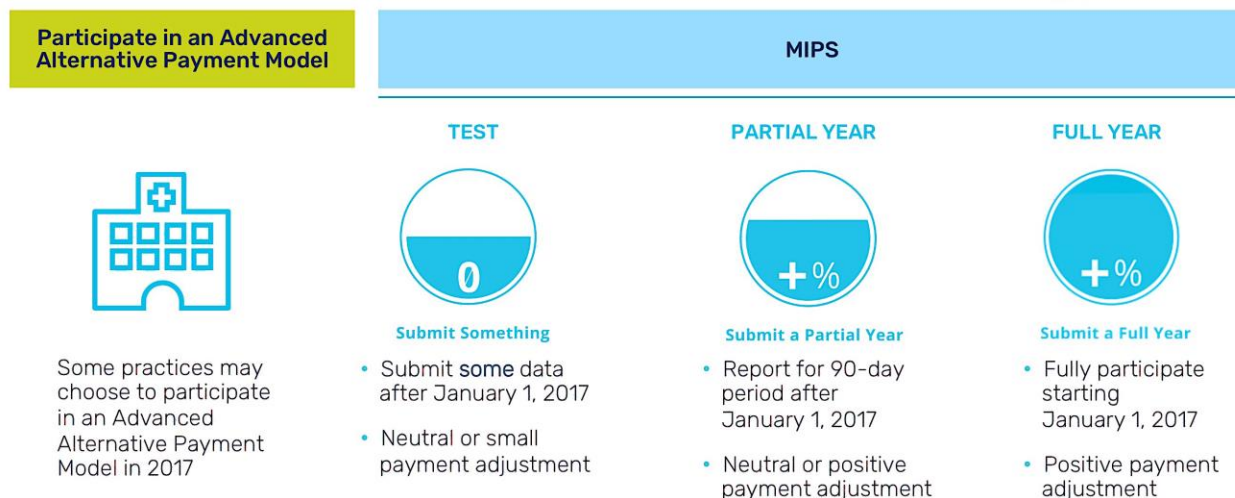 Participate in an Advanced
Alternative Payment Model
MIPS
Some practices may
choose to participate
in an Advanced
Alternative Payment
Model in 2017
TEST
0
Submit Something
• Submit some data
after January 1, 2017
• Neutral or small
payment adjustment
PARTIAL YEAR
+%
Submit a Partial Year
• Report for 90-day
period after
January 1, 2017
• Neutral or positive
payment adjustment
FULL YEAR
+%
Submit a Full Year
• Fully participate
starting
January 1, 2017
• Positive payment
adjustment